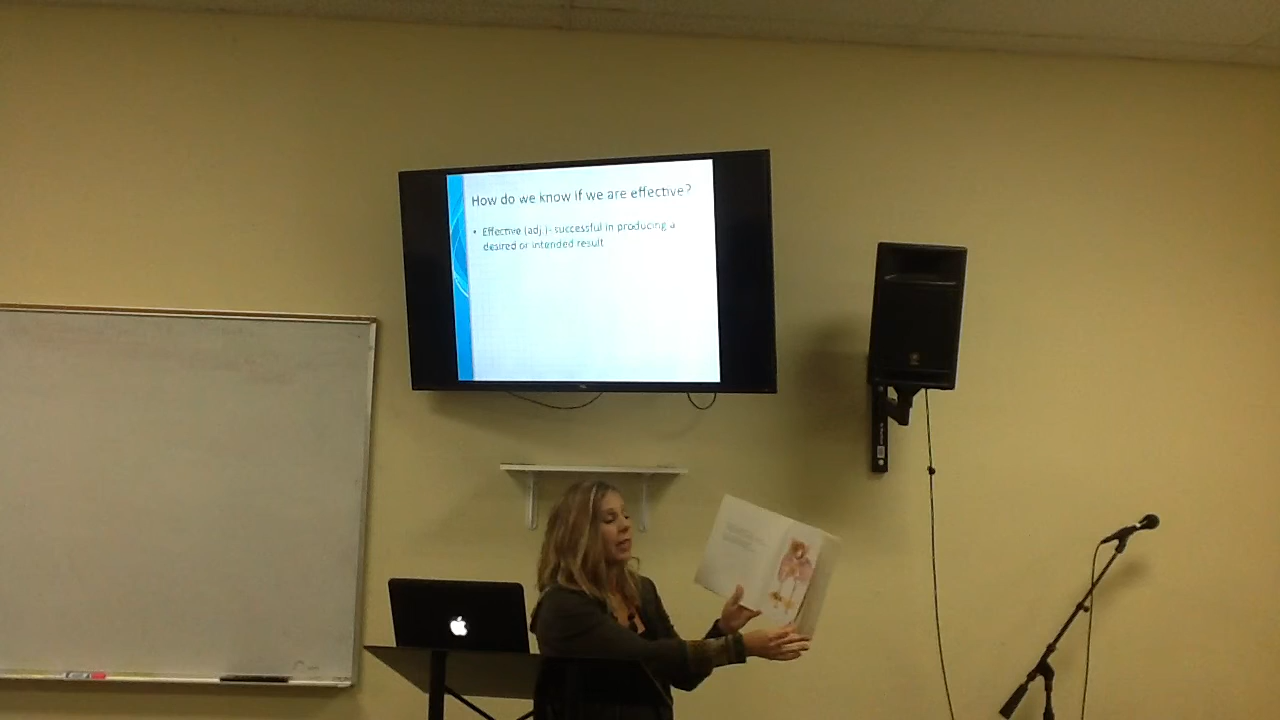 How do we know if we are effective?
• Effective (adj.)- successful in producing a
desired or intended result